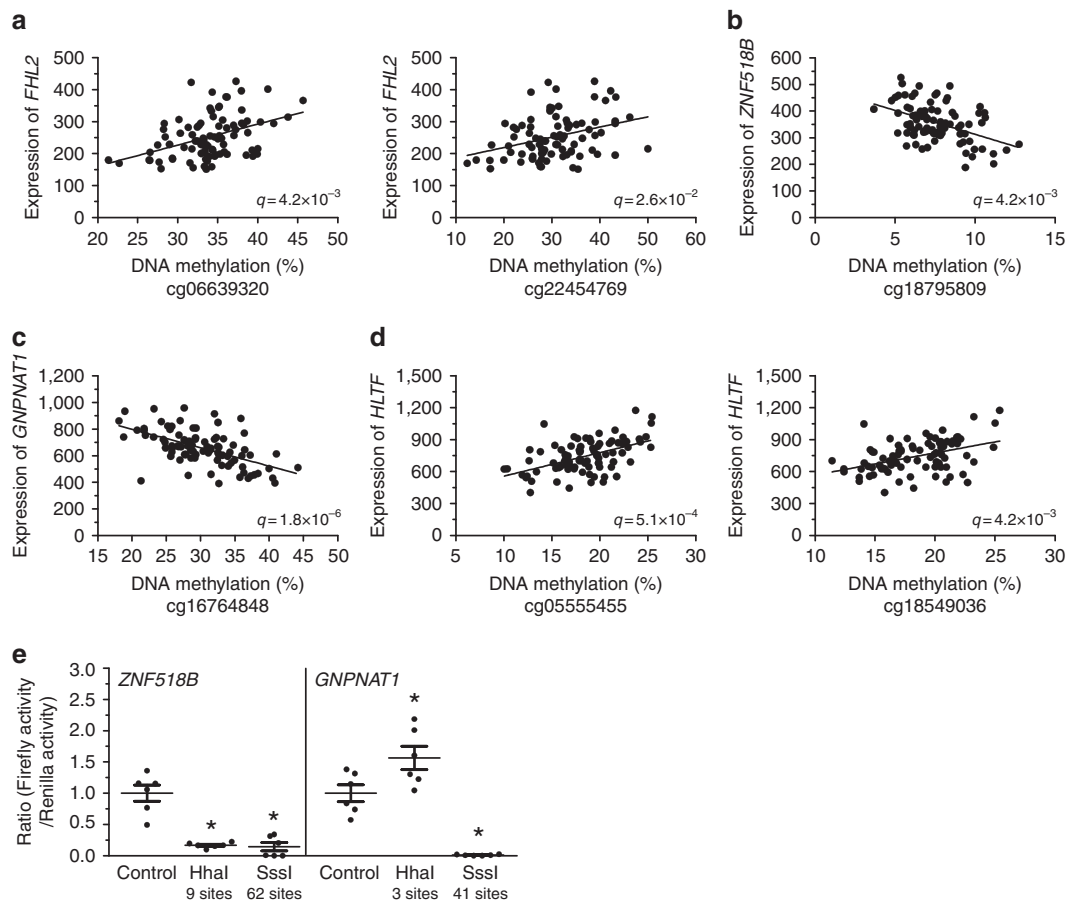 a
b
500
400
300
200
100
0
Expression of FHL2
q = 4.2×10⁻³
20 25 30 35 40 45 50
DNA methylation (%)
cg06639320
500
400
300
200
100
0
Expression of FHL2
q = 2.6×10⁻²
10 20 30 40 50 60
DNA methylation (%)
cg22454769
600
500
400
300
200
100
0
Expression of ZNF518B
q = 4.2×10⁻³
0 5 10 15
DNA methylation (%)
cg18795809
c
d
1,200
1,000
800
600
400
200
0
Expression of GNPNAT1
q = 1.8×10⁻⁶
15 20 25 30 35 40 45 50
DNA methylation (%)
cg16764848
1,500
1,200
900
600
300
0
Expression of HLTF
q = 5.1×10⁻⁴
5 10 15 20 25 30
DNA methylation (%)
cg05555455
1,500
1,200
900
600
300
0
Expression of HLTF
q = 4.2×10⁻³
10 15 20 25 30
DNA methylation (%)
cg18549036
e
3.0
2.5
2.0
1.5
1.0
0.5
0.0
Ratio (Firefly activity
/Renilla activity)
ZNF518B
GNPNAT1
*
*
*
*
Control HhaI SssI Control HhaI SssI
9 sites 62 sites 3 sites 41 sites